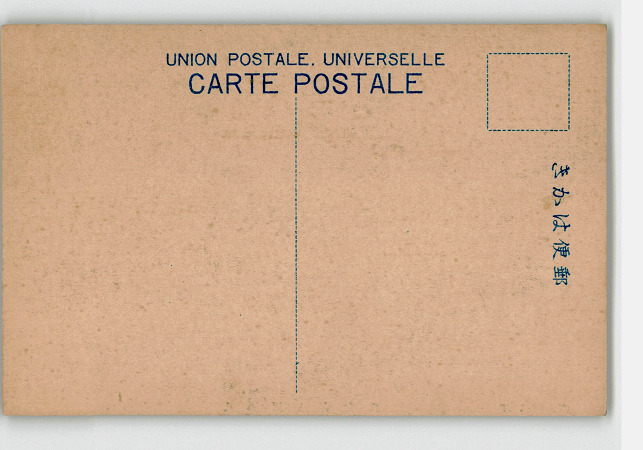 UNION POSTALE. UNIVERSELLE
CARTE POSTALE
郵便はかき